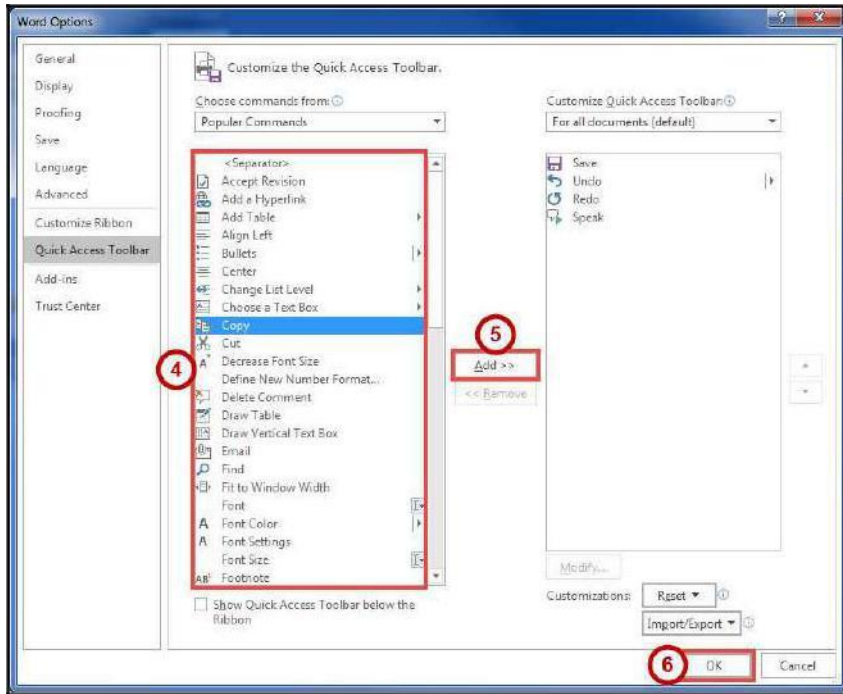 Word Options
General
Display
Proofing
Save
Language
Advanced
Customize Ribbon
Quick Access Toolbar
Add-ins
Trust Center
Customize the Quick Access Toolbar.
Choose commands from:
Popular Commands
<Separator>
Accept Revision
Add a Hyperlink
Add Table
Align Left
Bullets
Center
Change List Level
Choose a Text Box
Copy
Cut
Decrease Font Size
Define New Number Format...
Delete Comment
Draw Table
Draw Vertical Text Box
Email
Find
Fit to Window Width
Font
Font Color
Font Settings
Font Size
Footnote
Show Quick Access Toolbar below the
Ribbon
4
5
Add >>
<< Remove
Customize Quick Access Toolbar:
For all documents (default)
Save
Undo
Redo
Speak
Modify...
Customizations:
Reset
Import/Export
6
OK
Cancel